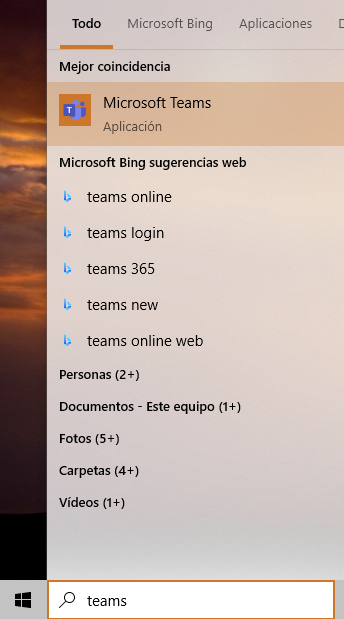 Todo Microsoft Bing Aplicaciones
Mejor coincidencia
Microsoft Teams
Aplicación
Microsoft Bing sugerencias web
teams online
teams login
teams 365
teams new
teams online web
Personas (2+)
Documentos - Este equipo (1+)
Fotos (5+)
Carpetas (4+)
Vídeos (1+)
teams